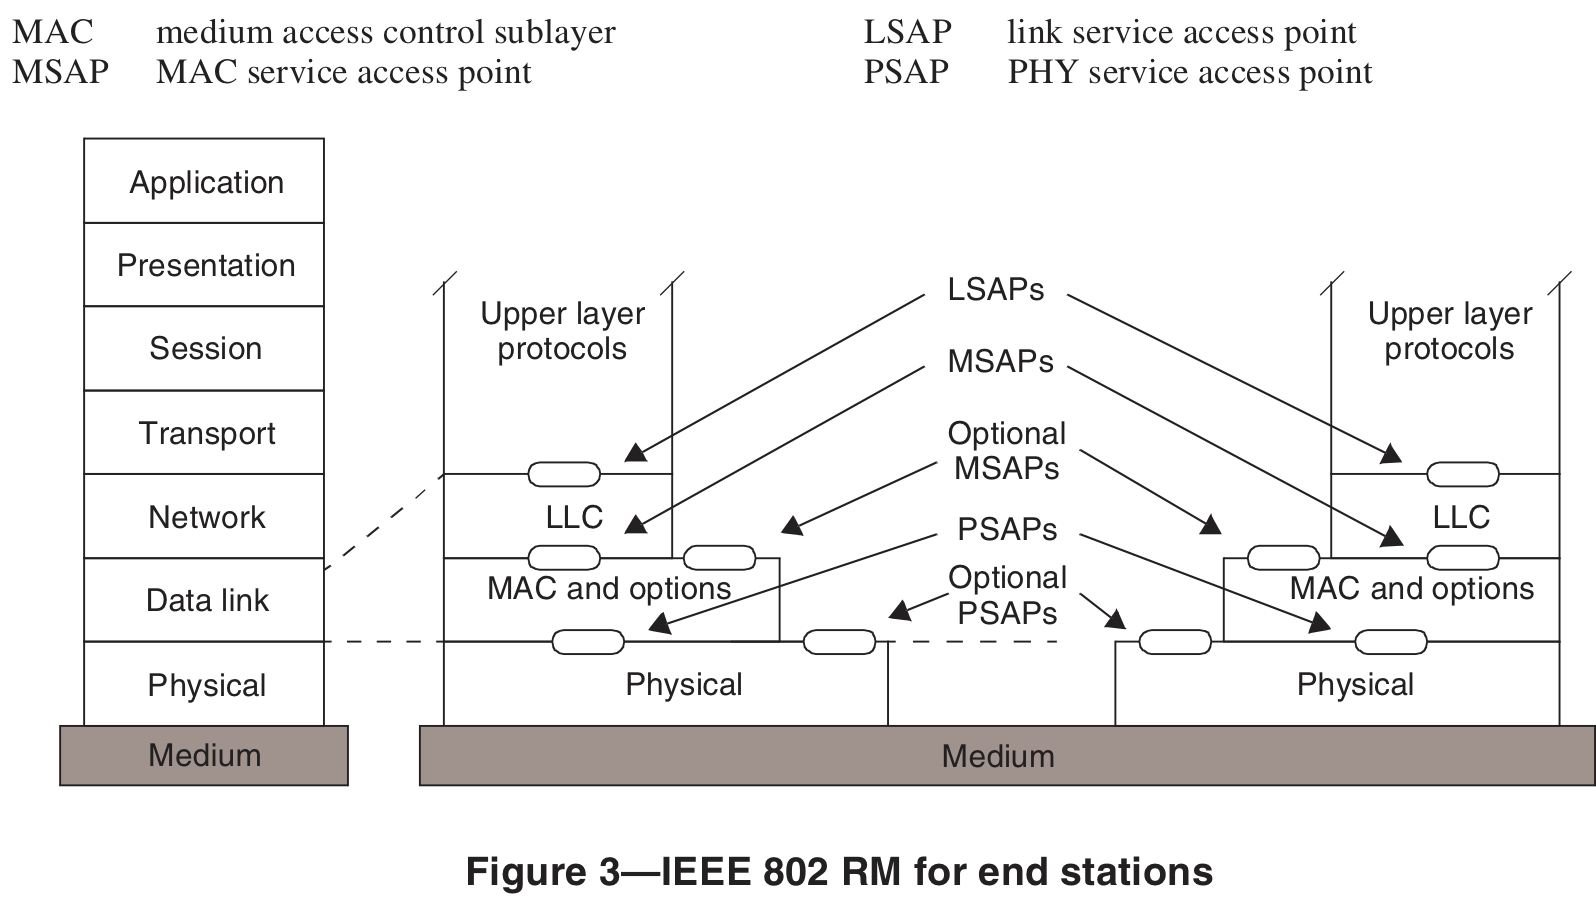 MAC medium access control sublayer
LSAP link service access point
MSAP MAC service access point
PSAP PHY service access point
Application
Presentation
Session
Transport
Network
Data link
Physical
Medium
Upper layer
protocols
LLC
MAC and options
Physical
LSAPs
MSAPs
Optional
MSAPs
PSAPs
Optional
PSAPs
Upper layer
protocols
LLC
MAC and options
Physical
Medium
Figure 3—IEEE 802 RM for end stations